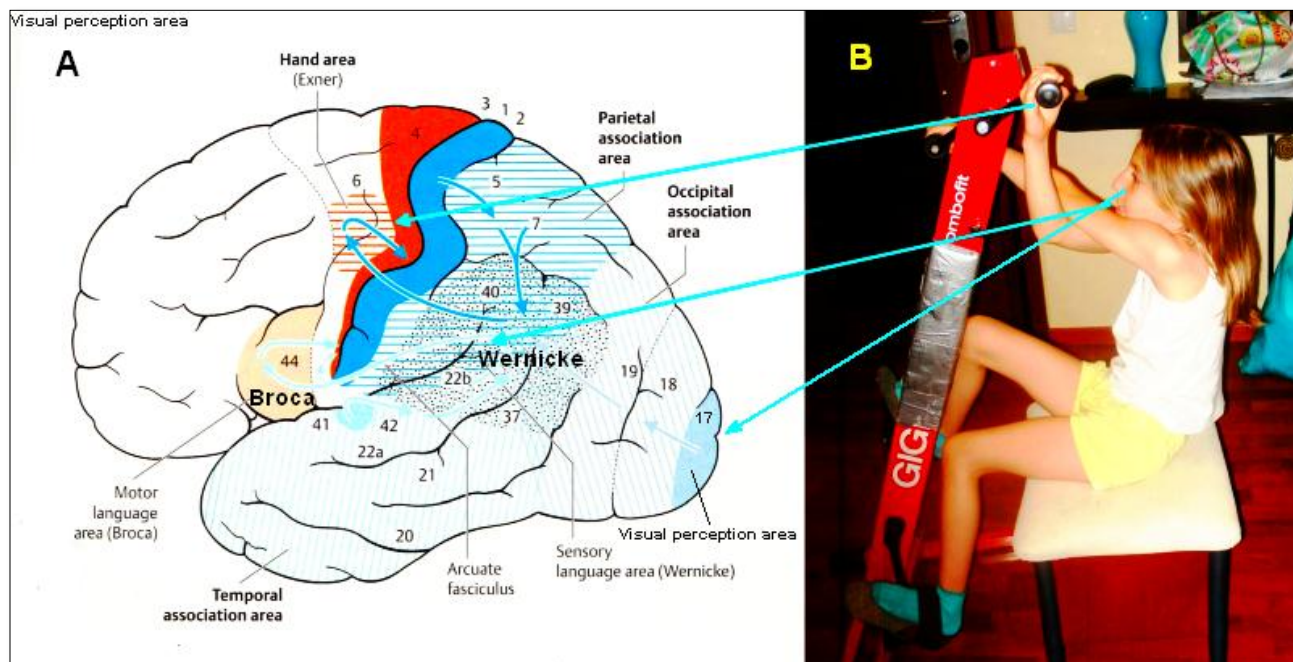 Visual perception area
A
B
Hand area
(Exner)
3
1
2
4
Parietal
association
area
6
5
Occipital
association
area
7
ombofit
40
39
44
Wernicke
Broca
22b
19
18
17
41
42
37
22a
21
GIG
Motor
language
area (Broca)
20
Visual perception area
Arcuate
fasciculus
Sensory
language area (Wernicke)
Temporal
association area